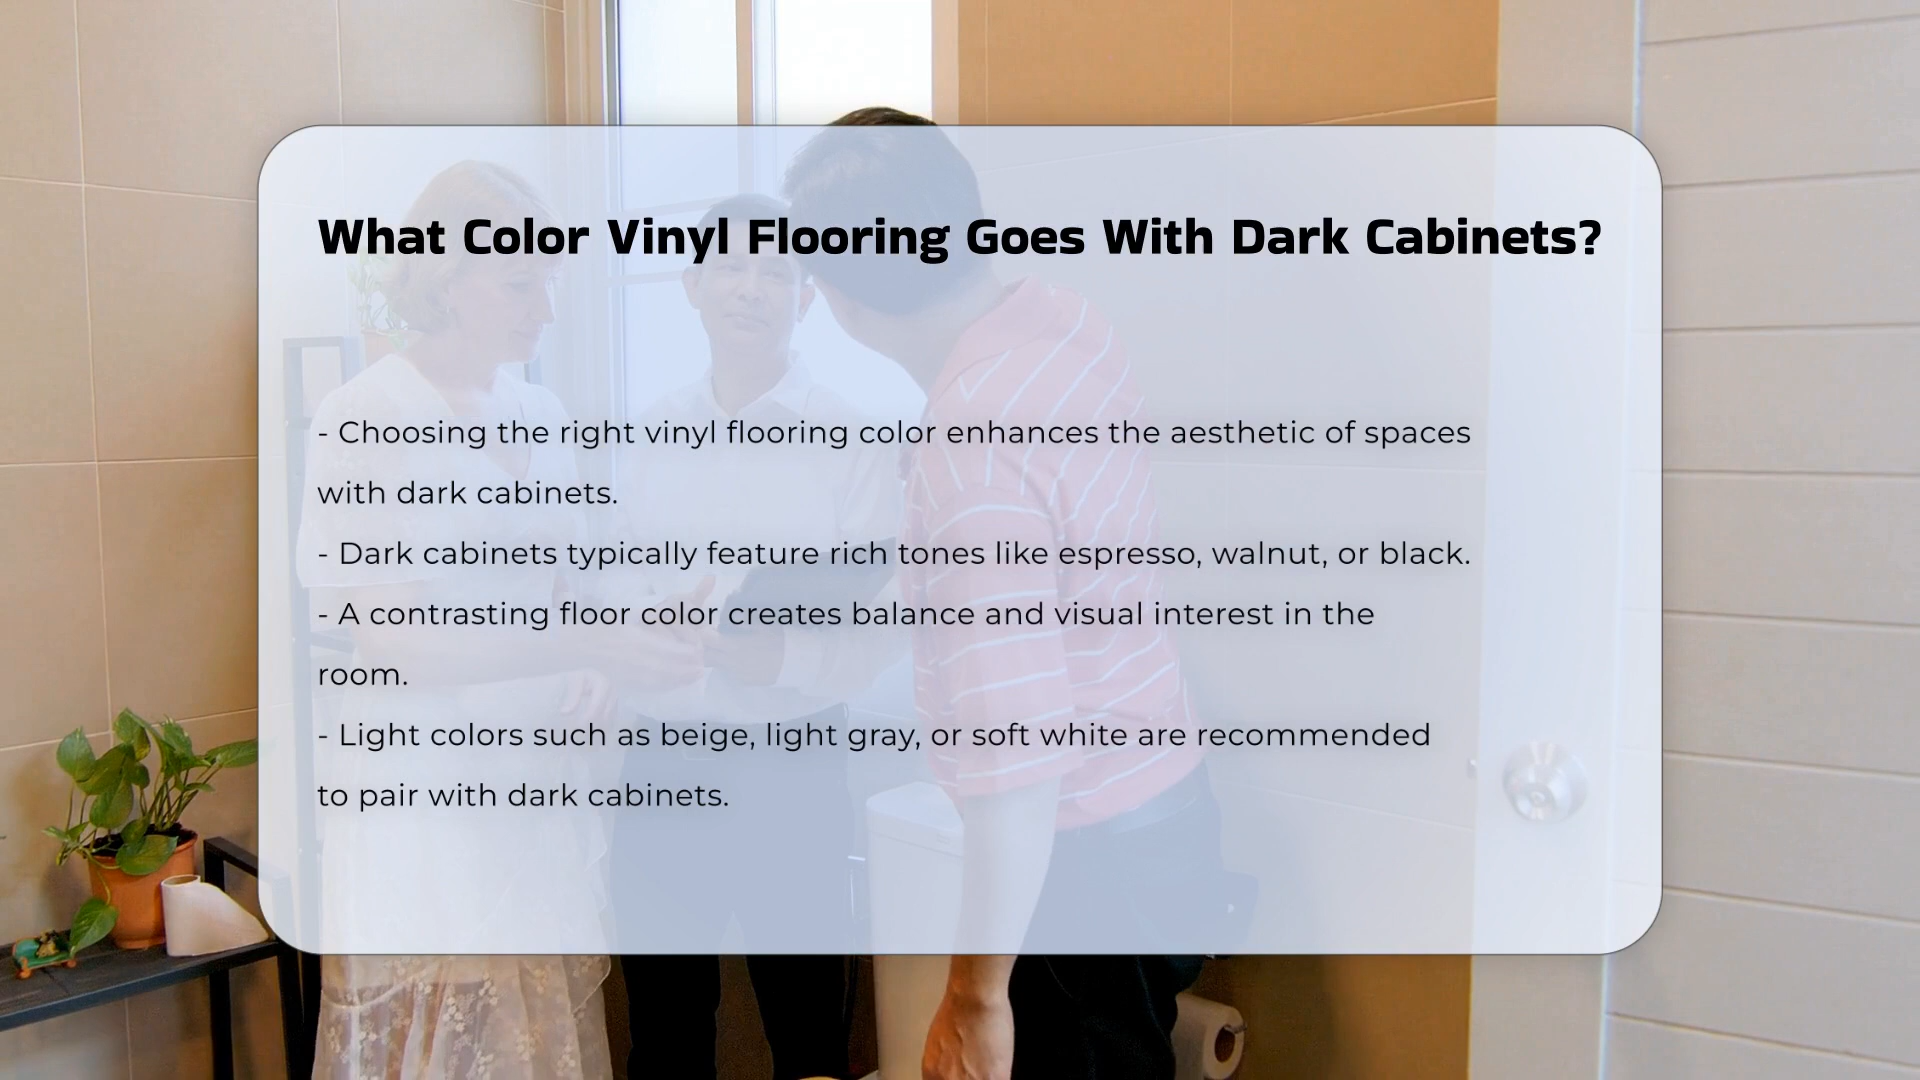 What Color Vinyl Flooring Goes With Dark Cabinets?
- Choosing the right vinyl flooring color enhances the aesthetic of spaces
with dark cabinets.
- Dark cabinets typically feature rich tones like espresso, walnut, or black.
- A contrasting floor color creates balance and visual interest in the
room.
- Light colors such as beige, light gray, or soft white are recommended
to pair with dark cabinets.